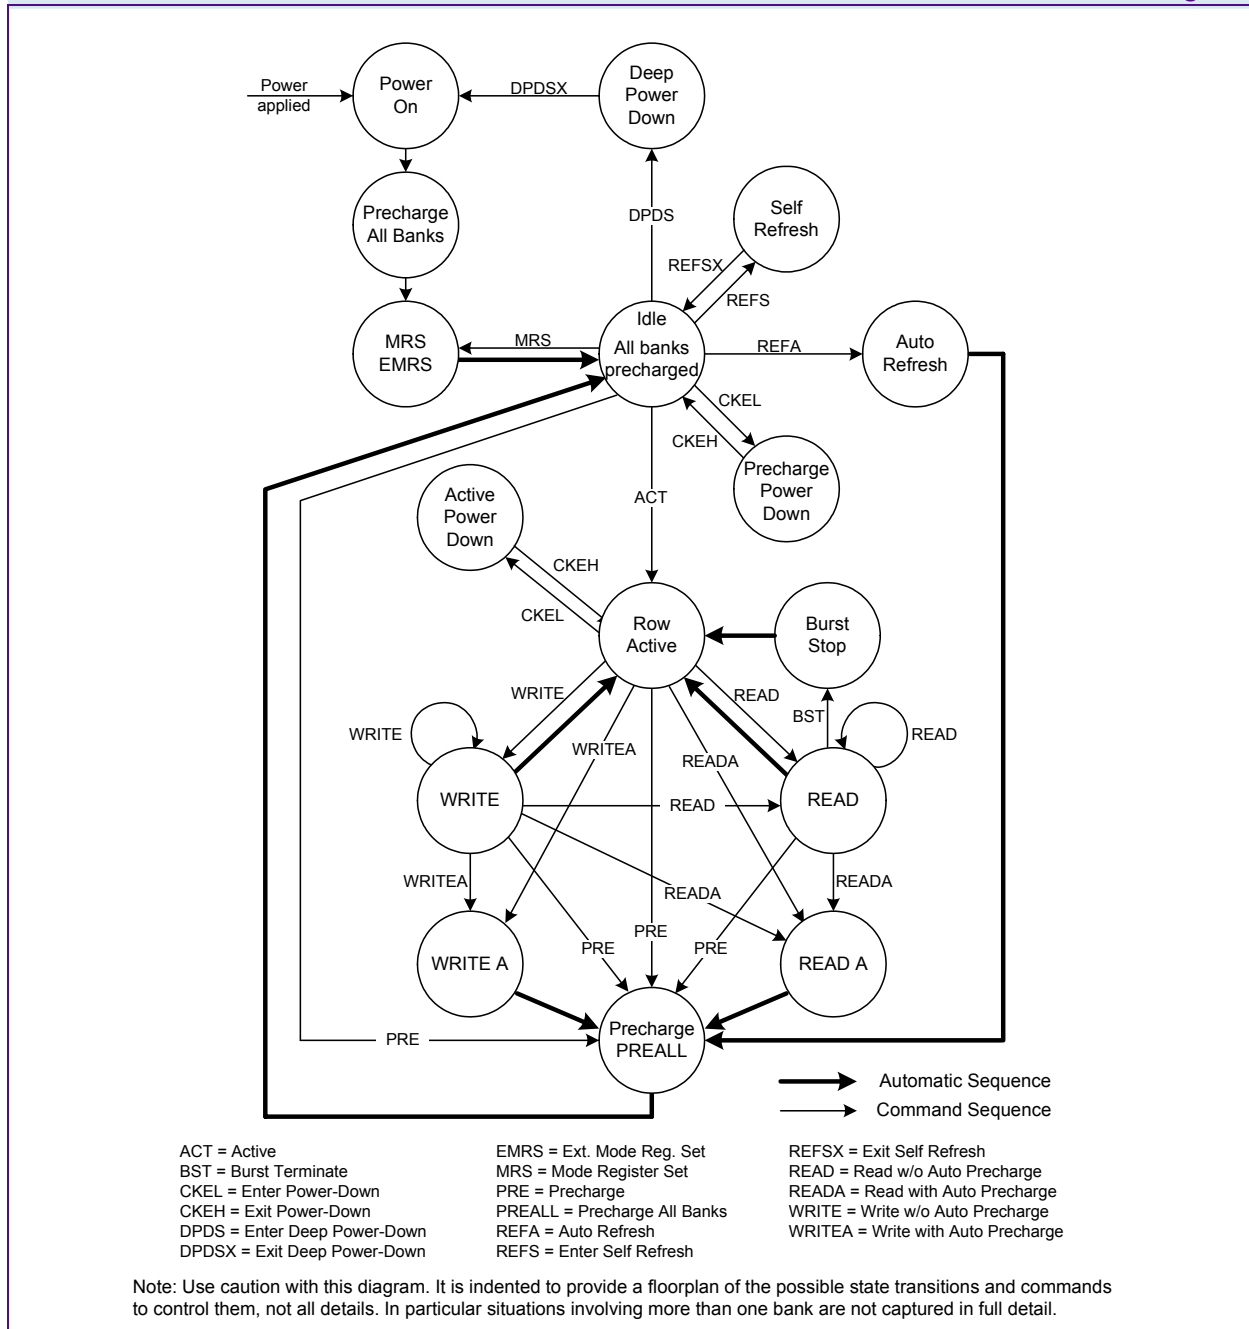 Power
applied
Power
On
DPDSX
Deep
Power
Down
Precharge
All Banks
DPDS
Self
Refresh
REFSX
REFS
MRS
EMRS
MRS
Idle
All banks
precharged
REFA
Auto
Refresh
CKEL
CKEH
Precharge
Power
Down
Active
Power
Down
ACT
CKEH
CKEL
Row
Active
Burst
Stop
WRITE
READ
BST
WRITE
WRITEA
READA
READ
WRITE
READ
READ
WRITEA
READA
READA
PRE
PRE
PRE
WRITE A
READ A
PRE
Precharge
PREALL
Automatic Sequence
Command Sequence
ACT = Active
BST = Burst Terminate
CKEL = Enter Power-Down
CKEH = Exit Power-Down
DPDS = Enter Deep Power-Down
DPDSX = Exit Deep Power-Down
EMRS = Ext. Mode Reg. Set
MRS = Mode Register Set
PRE = Precharge
PREALL = Precharge All Banks
REFA = Auto Refresh
REFS = Enter Self Refresh
REFSX = Exit Self Refresh
READ = Read w/o Auto Precharge
READA = Read with Auto Precharge
WRITE = Write w/o Auto Precharge
WRITEA = Write with Auto Precharge
Note: Use caution with this diagram. It is indented to provide a floorplan of the possible state transitions and commands
to control them, not all details. In particular situations involving more than one bank are not captured in full detail.